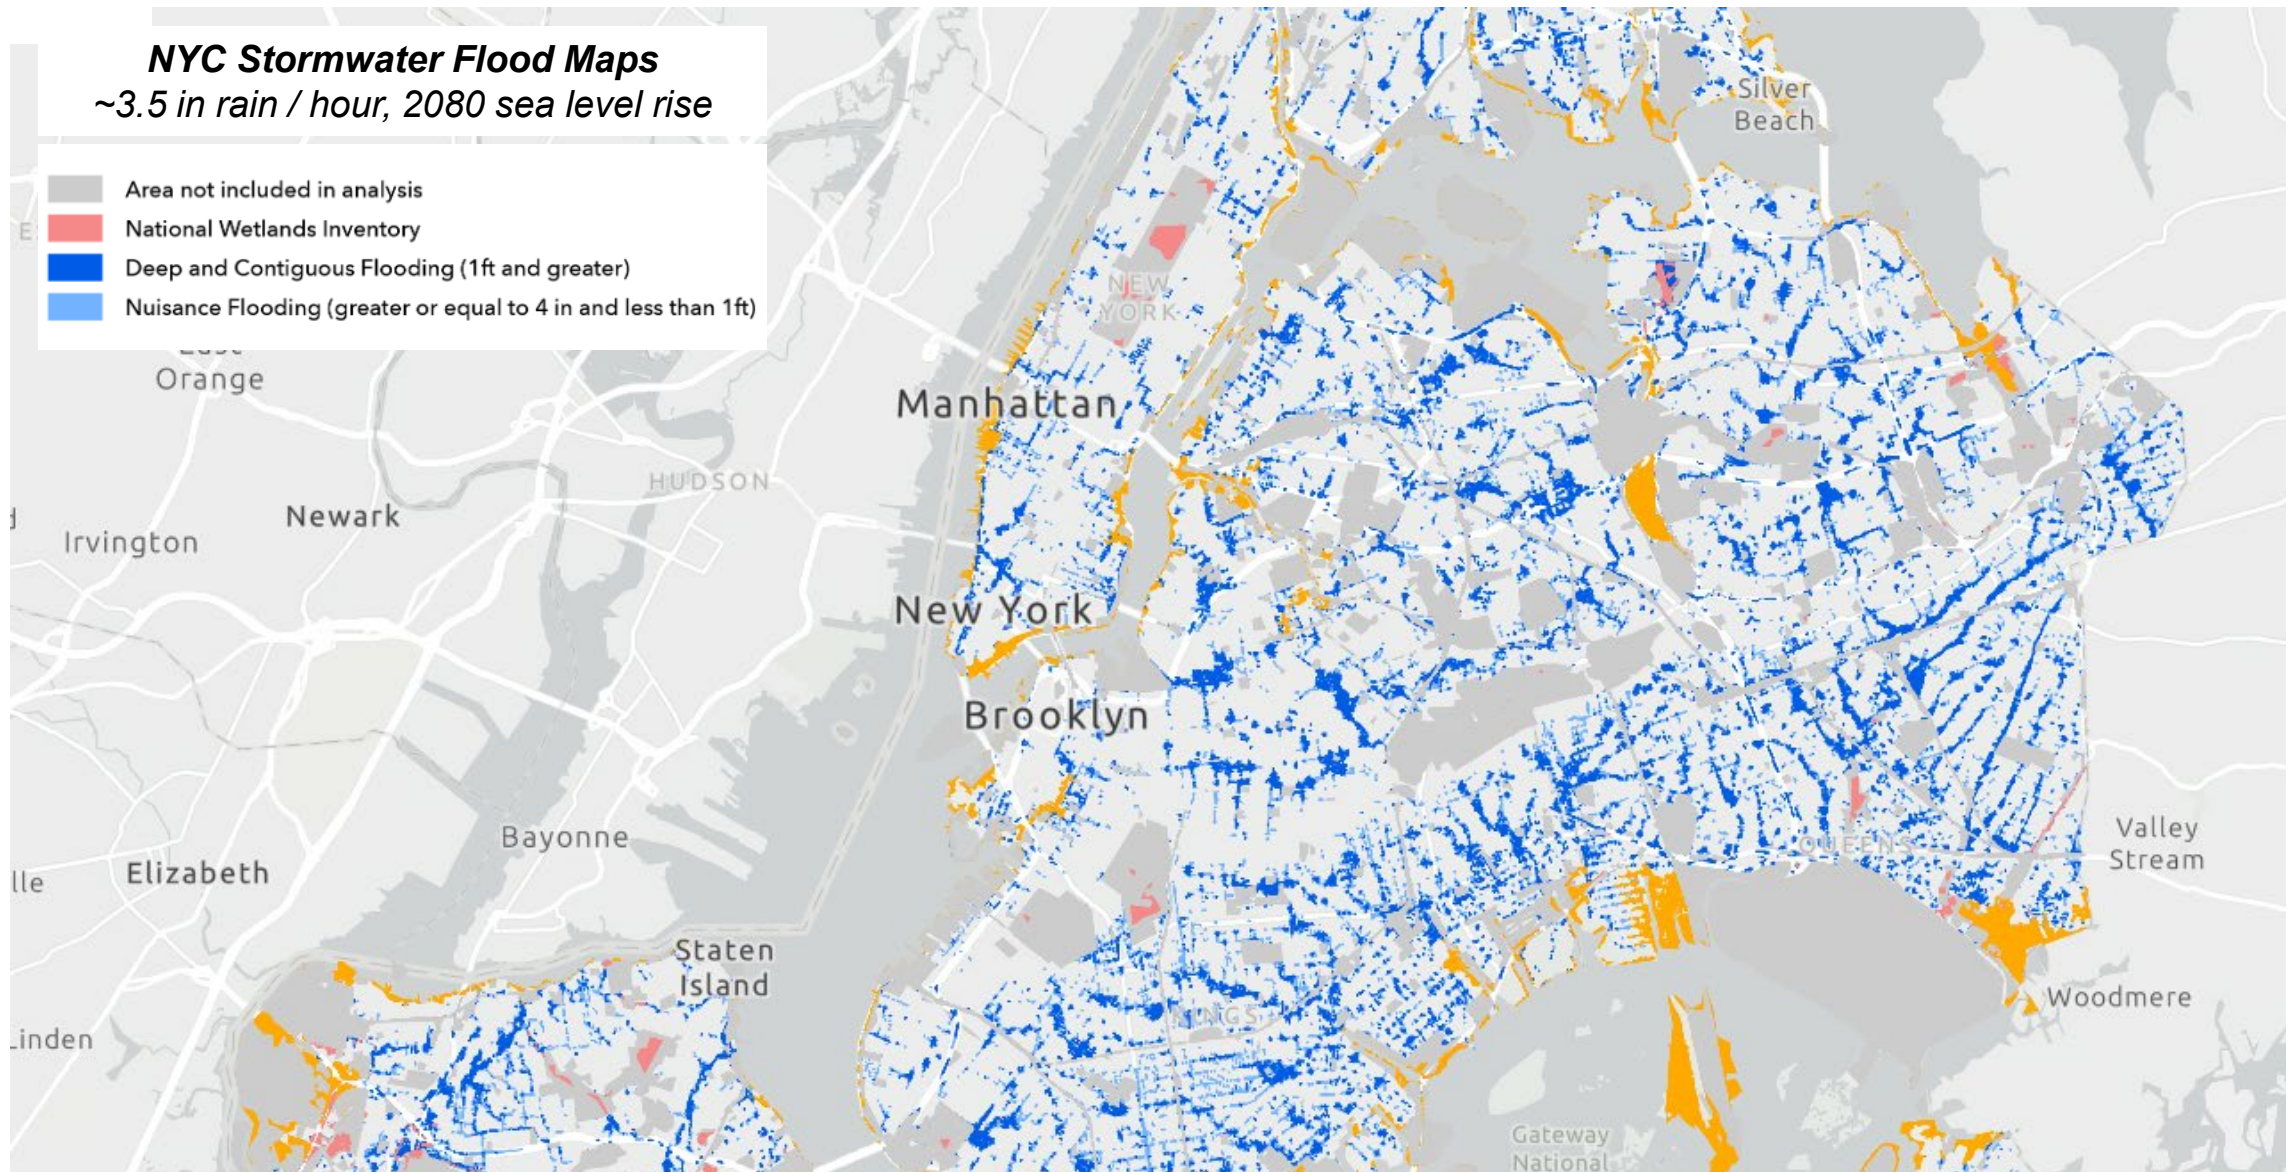 NYC Stormwater Flood Maps
~3.5 in rain / hour, 2080 sea level rise
Area not included in analysis
National Wetlands Inventory
Deep and Contiguous Flooding (1ft and greater)
Nuisance Flooding (greater or equal to 4 in and less than 1ft)
Silver
Beach
NEW
YORK
Orange
Manhattan
HUDSON
Newark
Irvington
New York
Brooklyn
Bayonne
Elizabeth
QUEENS
Valley
Stream
Staten
Island
Woodmere
Linden
KINGS
Gateway
National